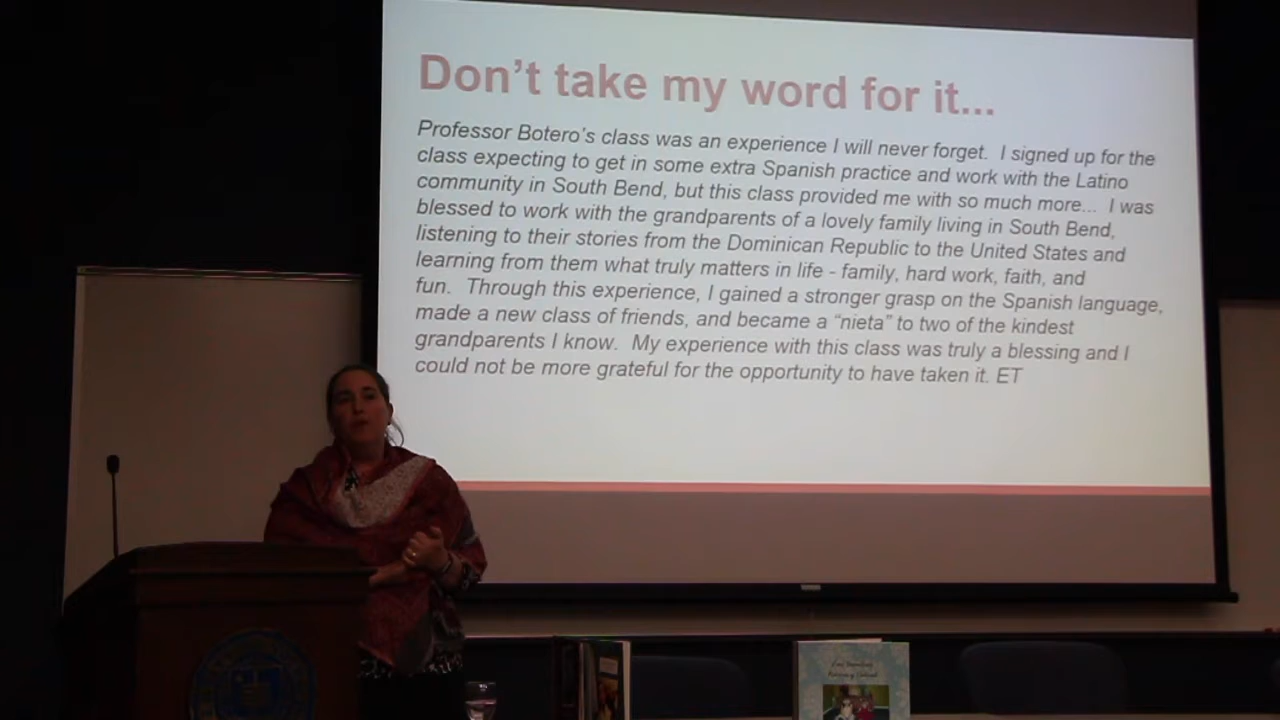 Don't take my word for it...
Professor Botero's class was an experience I will never forget. I signed up for the
class expecting to get in some extra Spanish practice and work with the Latino
community in South Bend, but this class provided me with so much more... I was
blessed to work with the grandparents of a lovely family living in South Bend,
listening to their stories from the Dominican Republic to the United States and
learning from them what truly matters in life - family, hard work, faith, and
fun. Through this experience, I gained a stronger grasp on the Spanish language,
made a new class of friends, and became a "nieta" to two of the kindest
grandparents I know. My experience with this class was truly a blessing and I
could not be more grateful for the opportunity to have taken it. ET